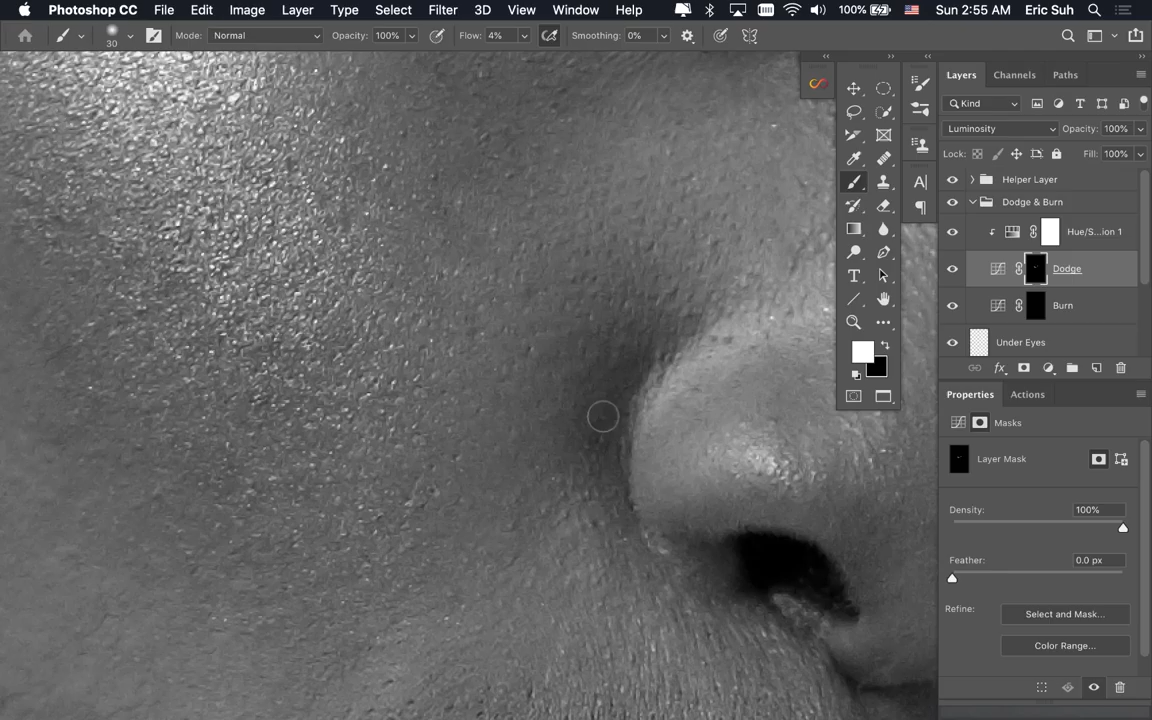 Photoshop CC File Edit Image Layer Type Select Filter 3D View Window Help 100% Sun 2:55 AM Eric Suh
30 Mode: Normal Opacity: 100% Flow: 4% Smoothing: 0%
Layers Channels Paths
Kind
Luminosity Opacity: 100%
Lock: Fill: 100%
Helper Layer
Dodge & Burn
Hue/S...ion 1
Dodge
Burn
Under Eyes
Properties Actions
Masks
Layer Mask
Density: 100%
Feather: 0.0 px
Refine: Select and Mask...
Color Range...